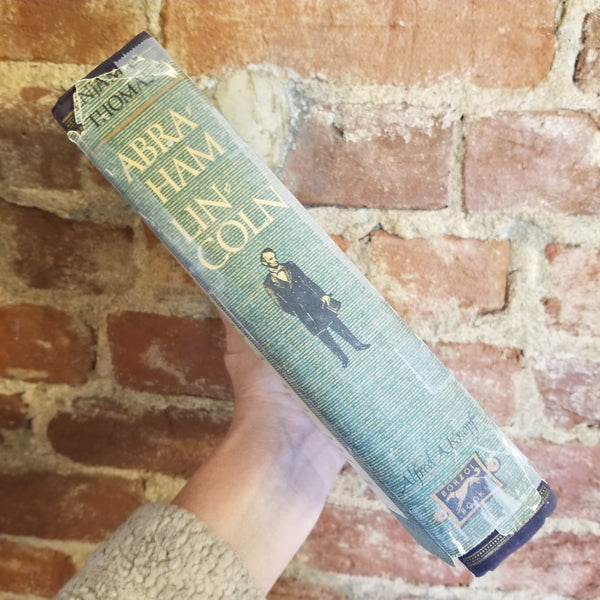 THOMAS
ABRA-
HAM
LIN-
COLN
Alfred A Knopf
BORZOI
BOOKS